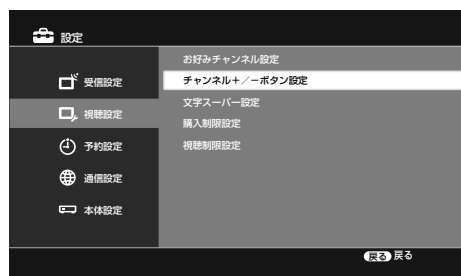 設定
受信設定
視聴設定
予約設定
通信設定
本体設定
お好みチャンネル設定
チャンネル＋／－ボタン設定
文字スーパー設定
購入制限設定
視聴制限設定
戻る 戻る